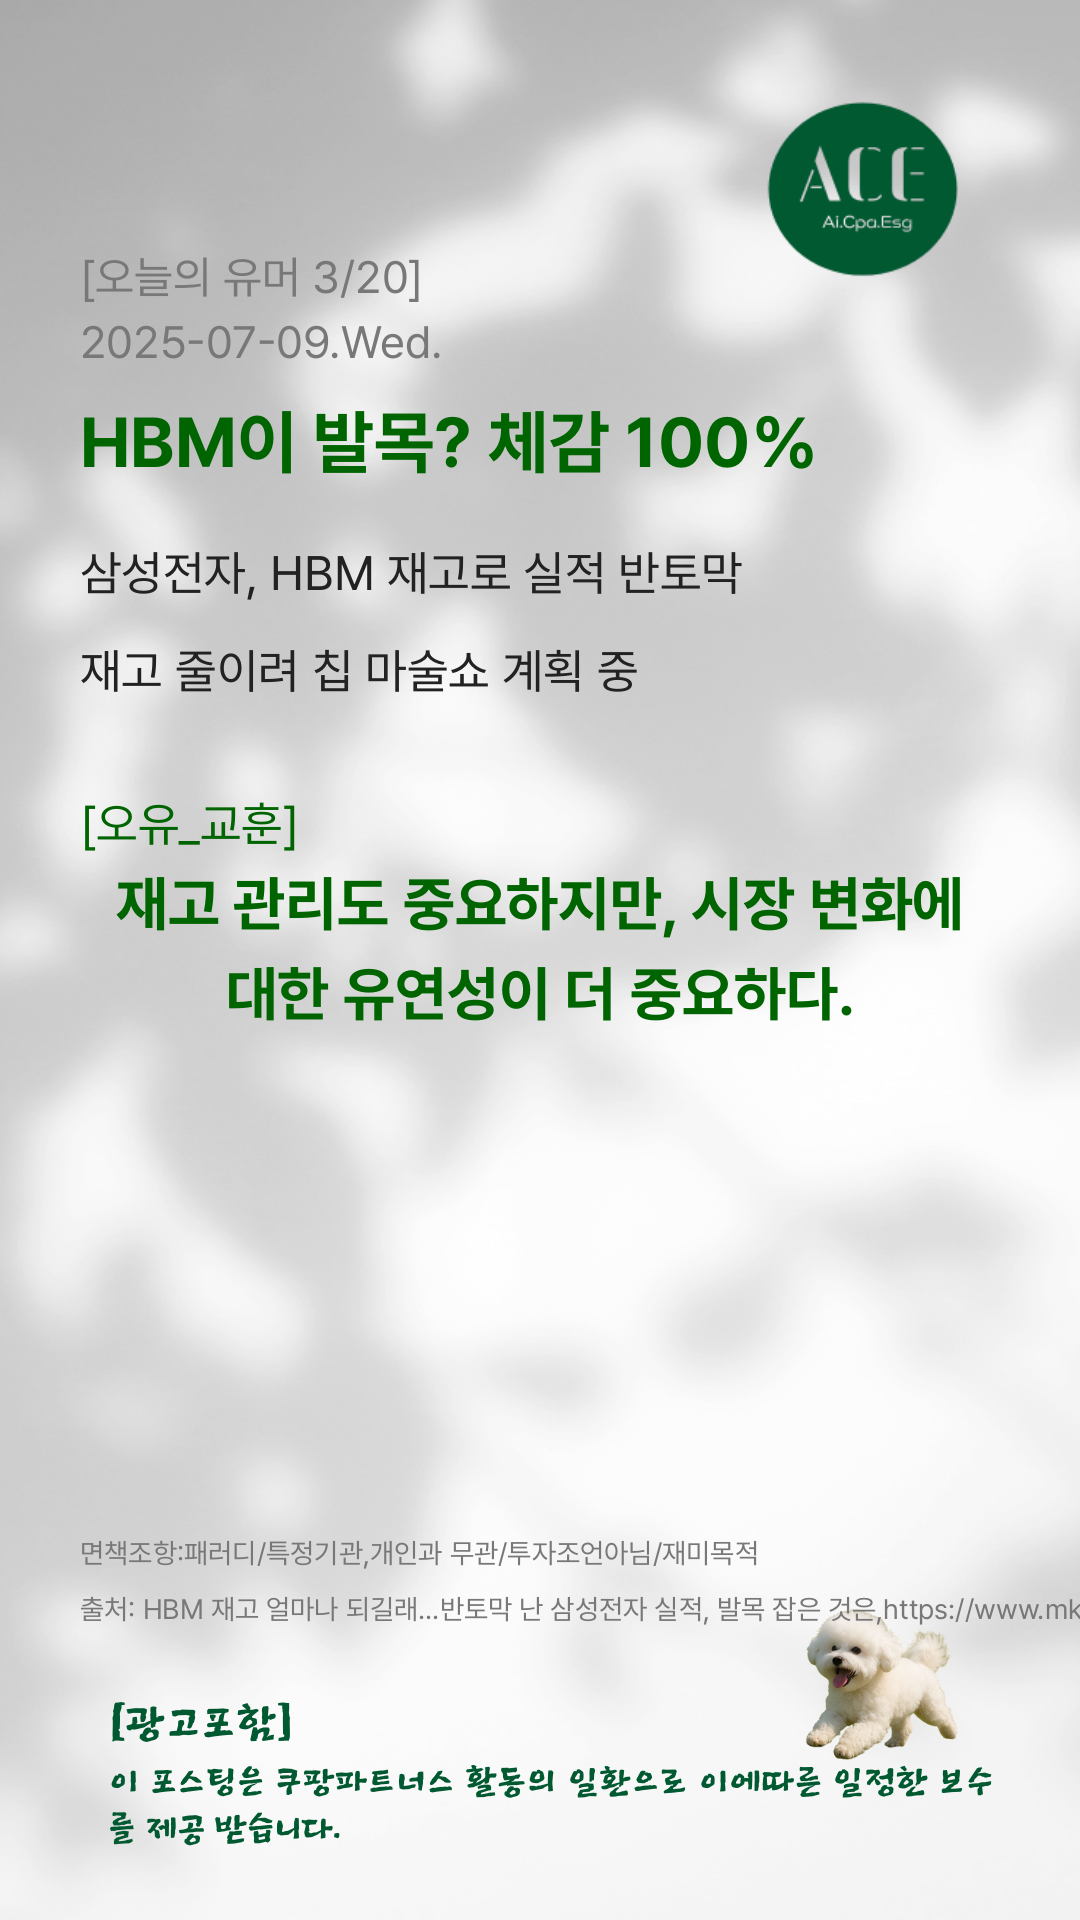 ACE
Ai.Cpa.Esg
[오늘의 유머 3/20]
2025-07-09.Wed.
HBM이 발목? 체감 100%
삼성전자, HBM 재고로 실적 반토막
재고 줄이려 칩 마술쇼 계획 중
[오유_교훈]
재고 관리도 중요하지만, 시장 변화에
대한 유연성이 더 중요하다.
면책조항:패러디/특정기관,개인과 무관/투자조언아님/재미목적
출처: HBM 재고 얼마나 되길래...반토막 난 삼성전자 실적, 발목 잡은 것은,https://www.mk
[광고포함]
이 포스팅은 쿠팡파트너스 활동의 일환으로 이에따른 일정한 보수
를 제공 받습니다.